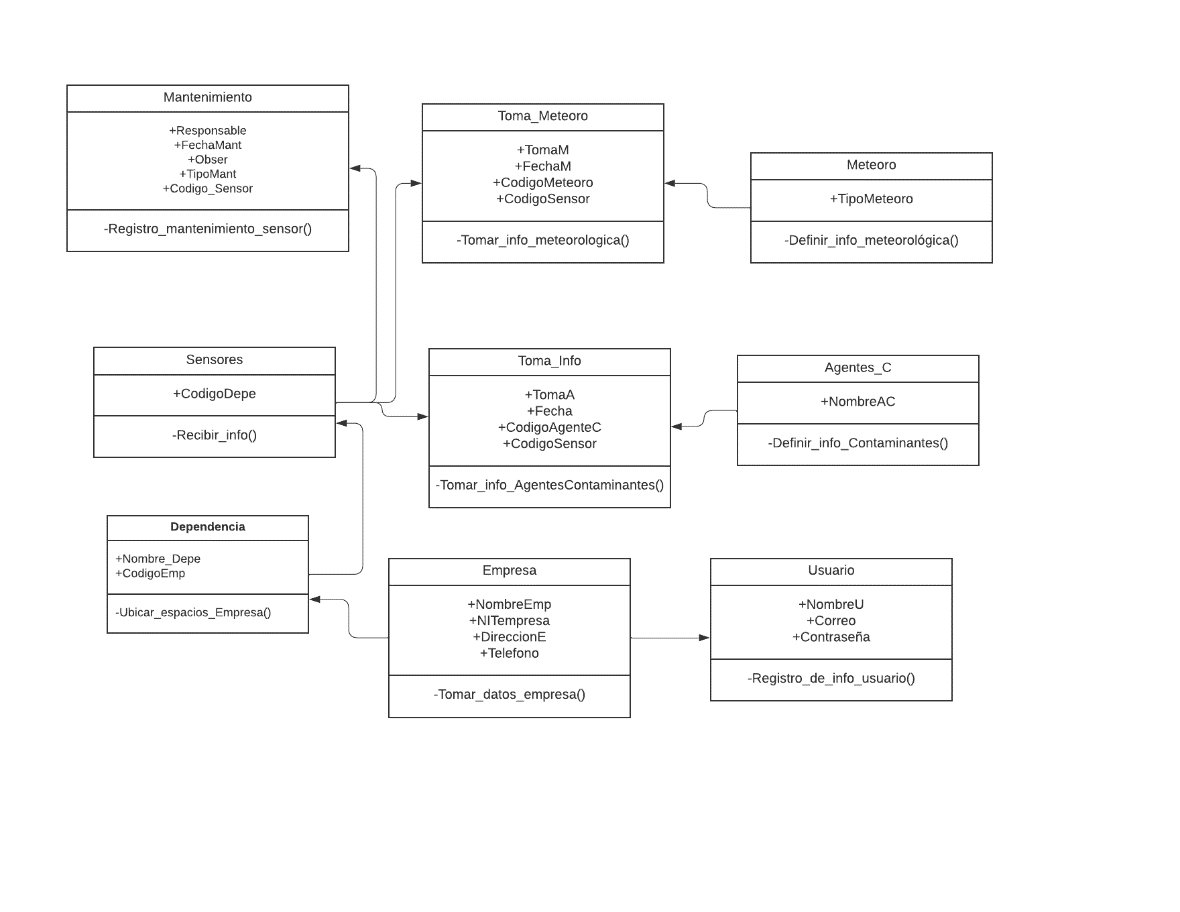 Mantenimiento
+Responsable
+FechaMant
+Obser
+TipoMant
+Codigo_Sensor
-Registro_mantenimiento_sensor()
Toma_Meteoro
+TomaM
+FechaM
+CodigoMeteoro
+CodigoSensor
-Tomar_info_meteorologica()
Meteoro
+TipoMeteoro
-Definir_info_meteorológica()
Sensores
+CodigoDepe
-Recibir_info()
Toma_Info
+TomaA
+Fecha
+CodigoAgenteC
+CodigoSensor
-Tomar_info_AgentesContaminantes()
Agentes_C
+NombreAC
-Definir_info_Contaminantes()
Dependencia
+Nombre_Depe
+CodigoEmp
-Ubicar_espacios_Empresa()
Empresa
+NombreEmp
+NITempresa
+DireccionE
+Telefono
-Tomar_datos_empresa()
Usuario
+NombreU
+Correo
+Contraseña
-Registro_de_info_usuario()